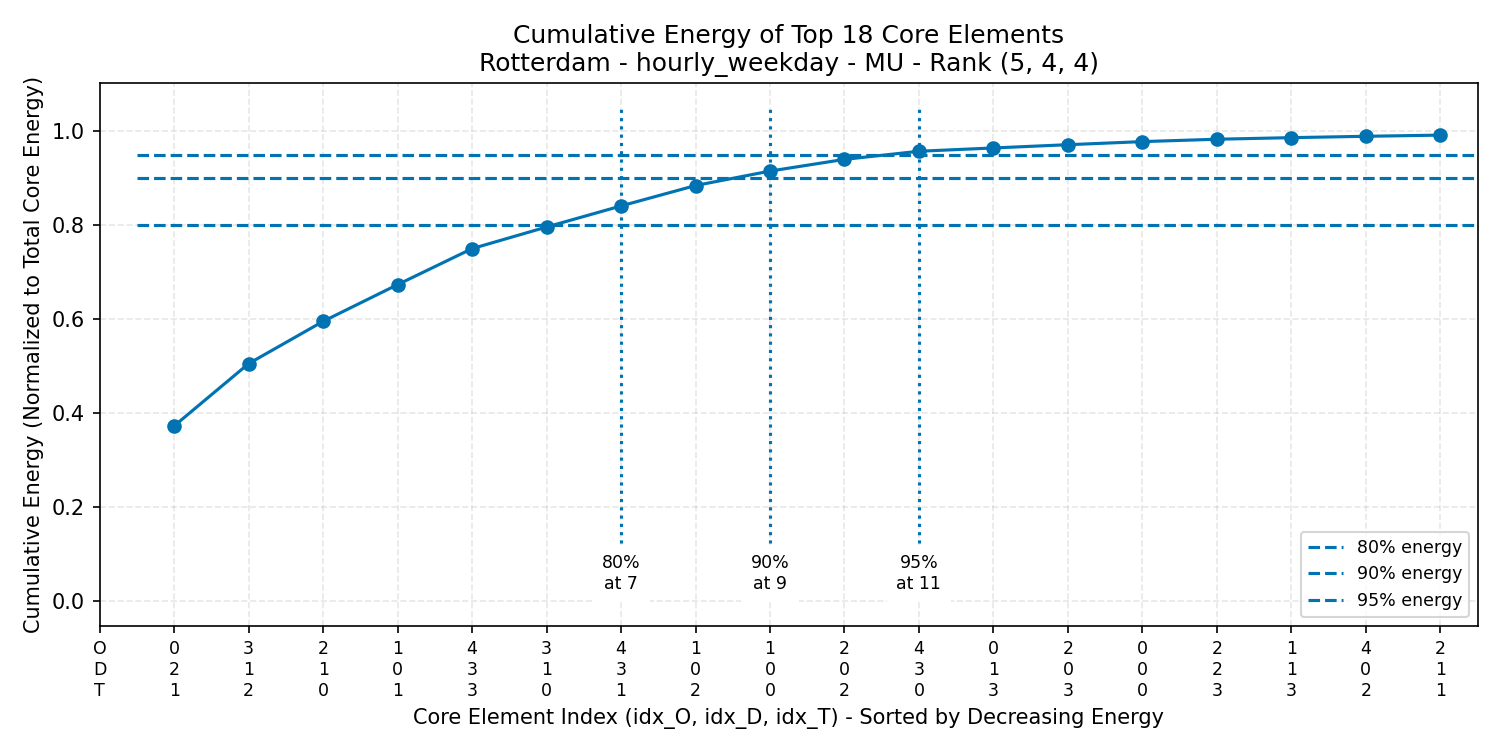 Cumulative Energy of Top 18 Core Elements
Rotterdam - hourly_weekday - MU - Rank (5, 4, 4)
Cumulative Energy (Normalized to Total Core Energy)
1.0
0.8
0.6
0.4
0.2
0.0
80%
at 7
90%
at 9
95%
at 11
80% energy
90% energy
95% energy
O 0 3 2 1 4 3 4 1 1 2 4 0 2 0 2 1 4 2
D 2 1 1 0 3 1 3 0 0 0 3 1 0 0 2 1 0 1
T 1 2 0 1 3 0 1 2 0 2 0 3 3 0 3 3 2 1
Core Element Index (idx_O, idx_D, idx_T) - Sorted by Decreasing Energy